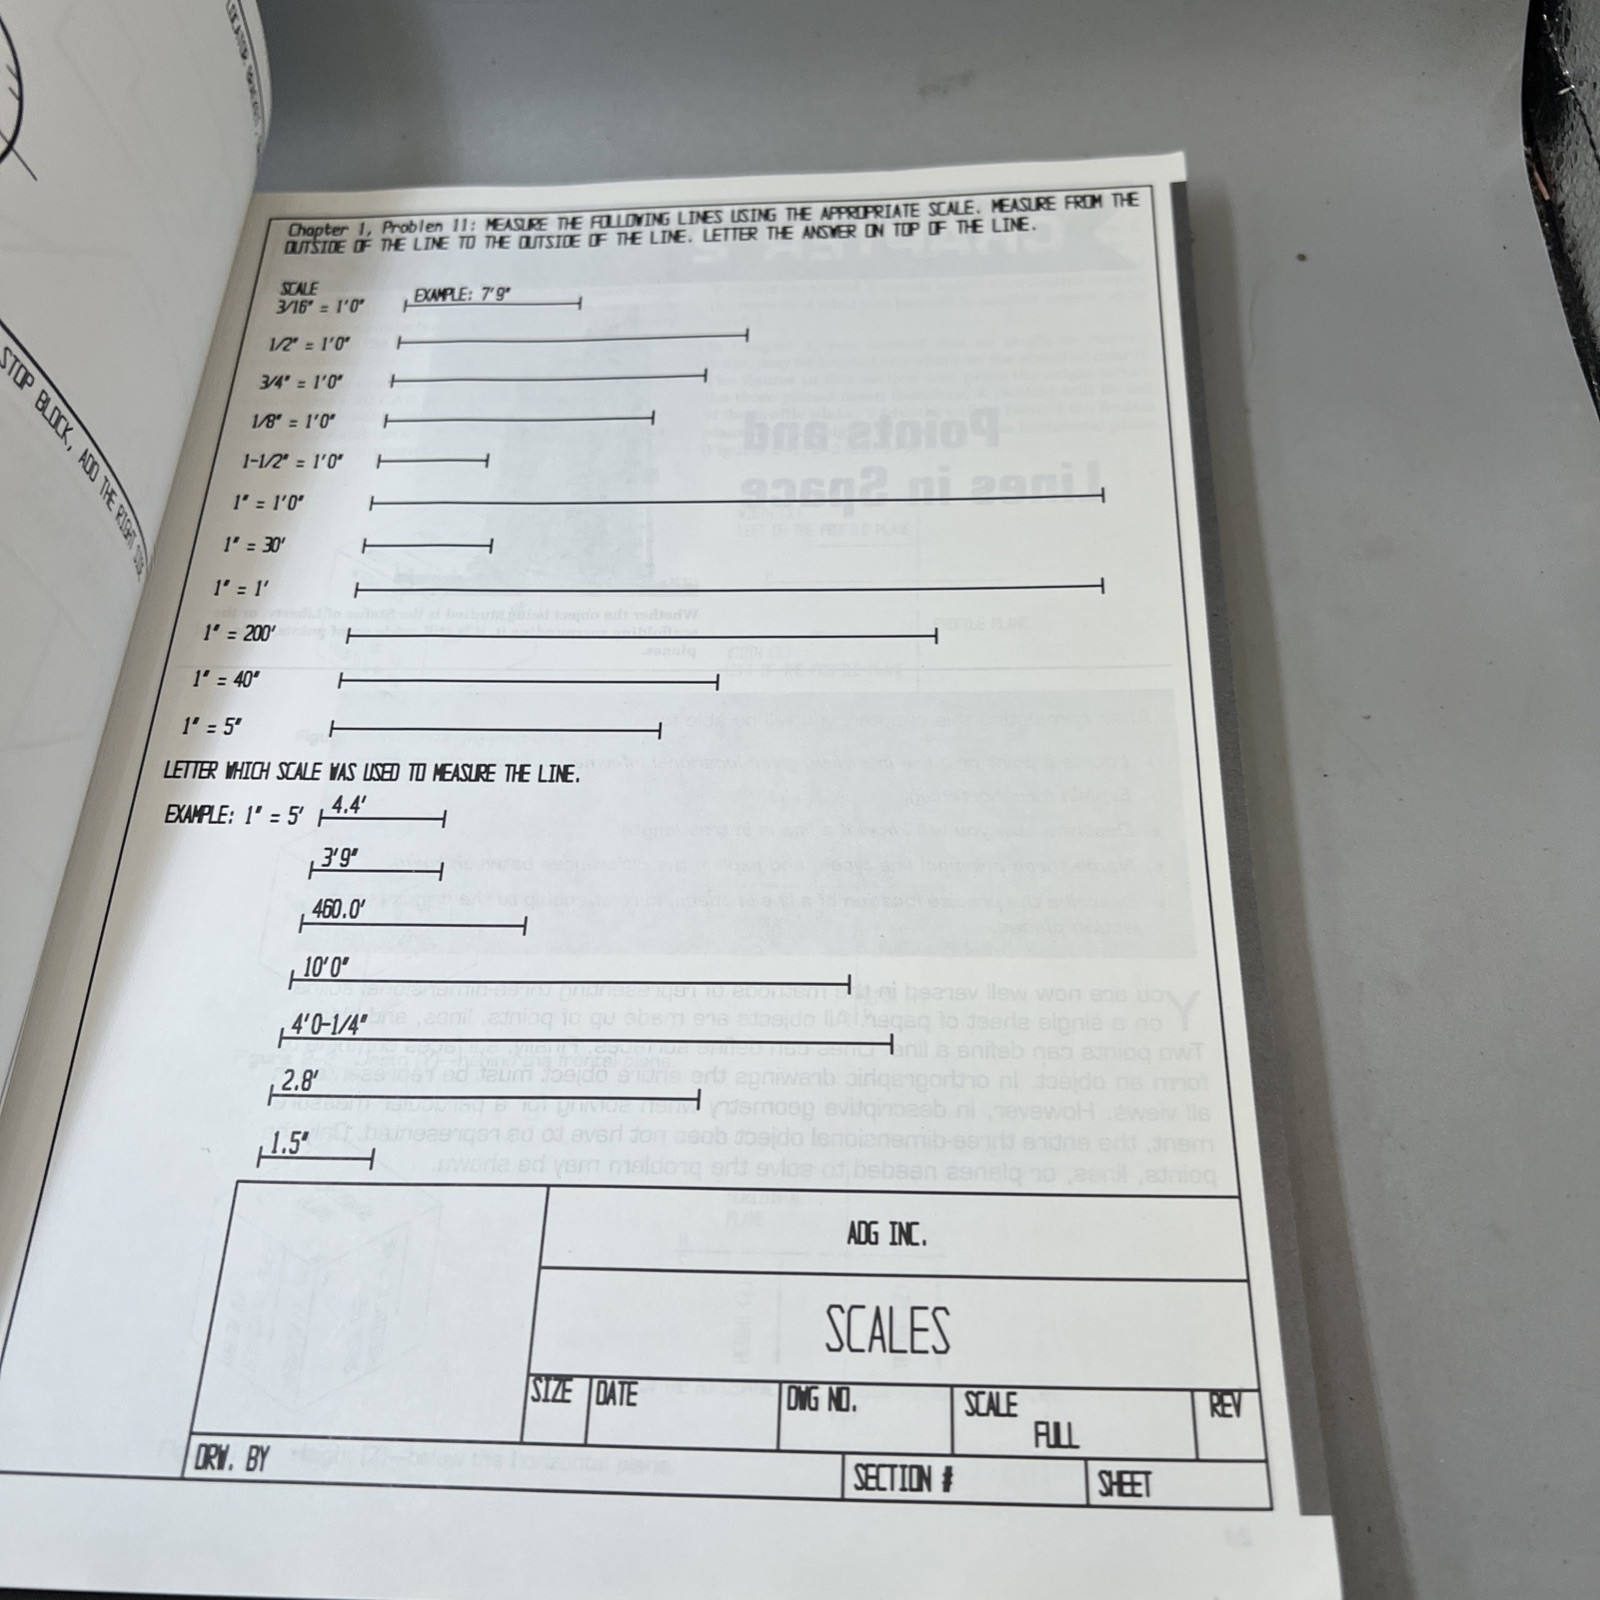 LOCATOR
STOP BLOCK, ADD THE RIGHT SIDE
Chapter 1, Problem 11: MEASURE THE FOLLOWING LINES USING THE APPROPRIATE SCALE. MEASURE FROM THE
OUTSIDE OF THE LINE TO THE OUTSIDE OF THE LINE. LETTER THE ANSWER ON TOP OF THE LINE.
SCALE
3/16" = 1'0" EXAMPLE: 7'9"
1/2" = 1'0"
3/4" = 1'0"
1/8" = 1'0"
1-1/2" = 1'0"
1" = 1'0"
1" = 30'
1" = 1'
1" = 200'
1" = 40"
1" = 5"
LETTER WHICH SCALE WAS USED TO MEASURE THE LINE.
EXAMPLE: 1" = 5' 4.4'
3'9"
460.0'
10'0"
4'0-1/4"
2.8'
1.5"
ADG INC.
SCALES
SIZE DATE DWG NO. SCALE REV
FULL
DRW. BY SECTION # SHEET
Points and
Lines in Space